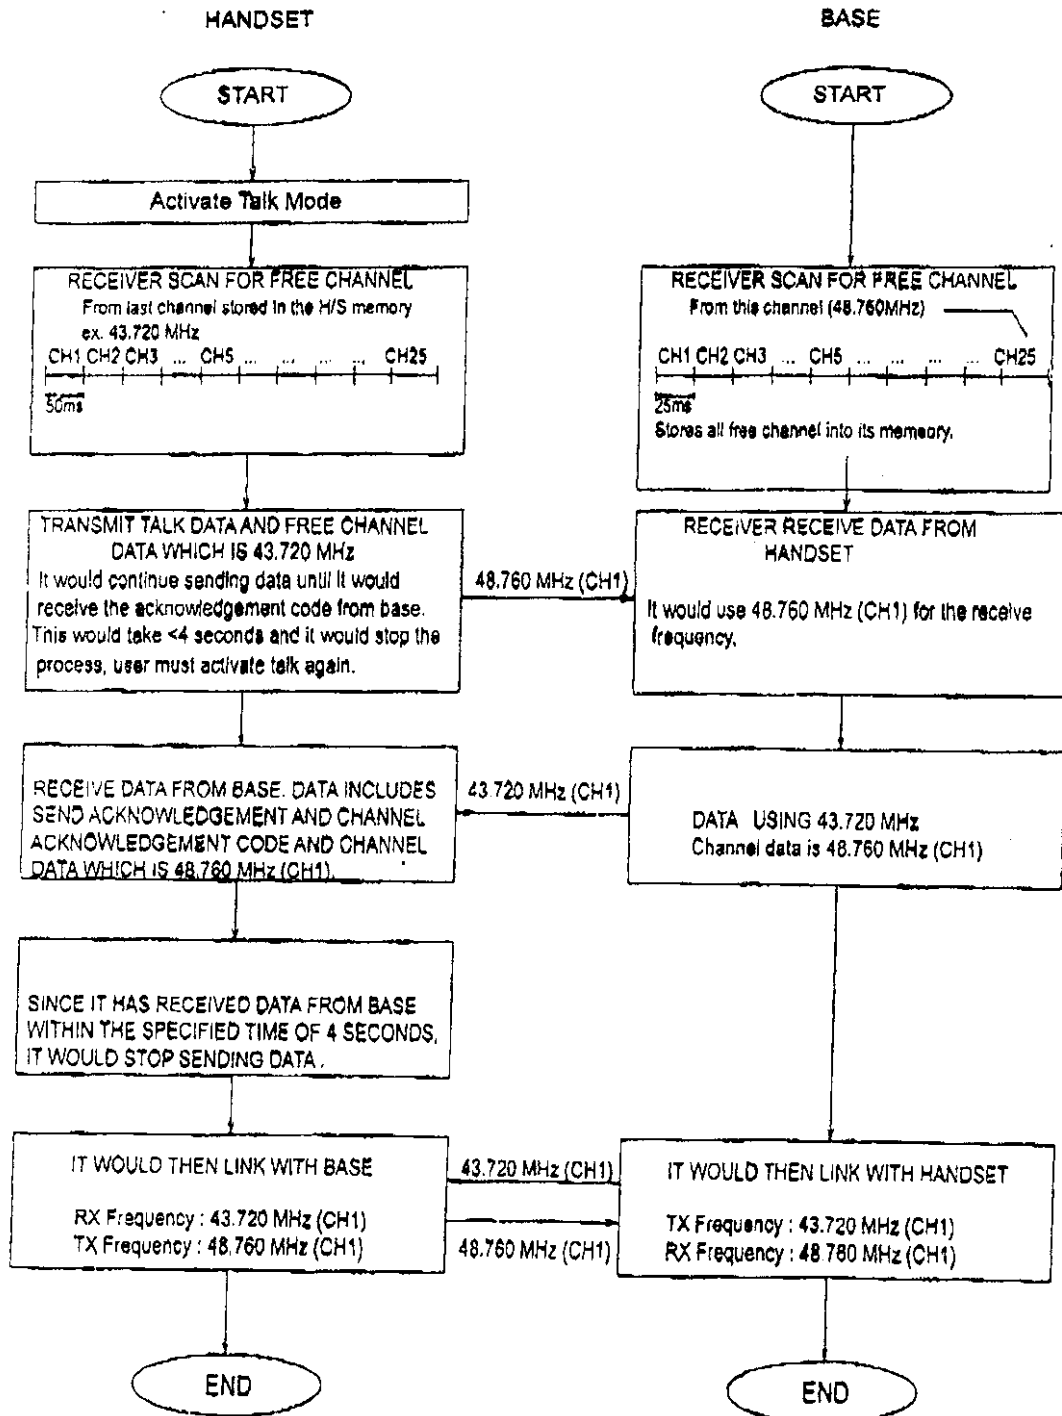 HANDSET
BASE
START
START
Activate Talk Mode
RECEIVER SCAN FOR FREE CHANNEL
From last channel stored in the H/S memory
ex. 43.720 MHz
CH1 CH2 CH3 ... CH5 ... ... ... ... CH25
50ms
RECEIVER SCAN FOR FREE CHANNEL
From this channel (48.760MHz)
CH1 CH2 CH3 ... CH5 ... ... ... ... CH25
25ms
Stores all free channel into its memeory.
TRANSMIT TALK DATA AND FREE CHANNEL
DATA WHICH IS 43.720 MHz
It would continue sending data until it would
receive the acknowledgement code from base.
This would take <4 seconds and it would stop the
process, user must activate talk again.
48.760 MHz (CH1)
RECEIVER RECEIVE DATA FROM
HANDSET
It would use 48.760 MHz (CH1) for the receive
frequency.
RECEIVE DATA FROM BASE. DATA INCLUDES
SEND ACKNOWLEDGEMENT AND CHANNEL
ACKNOWLEDGEMENT CODE AND CHANNEL
DATA WHICH IS 48.760 MHz (CH1).
43.720 MHz (CH1)
DATA USING 43.720 MHz
Channel data is 48.760 MHz (CH1)
SINCE IT HAS RECEIVED DATA FROM BASE
WITHIN THE SPECIFIED TIME OF 4 SECONDS,
IT WOULD STOP SENDING DATA.
IT WOULD THEN LINK WITH BASE
RX Frequency : 43.720 MHz (CH1)
TX Frequency : 48.760 MHz (CH1)
43.720 MHz (CH1)
48.760 MHz (CH1)
IT WOULD THEN LINK WITH HANDSET
TX Frequency : 43.720 MHz (CH1)
RX Frequency : 48.760 MHz (CH1)
END
END